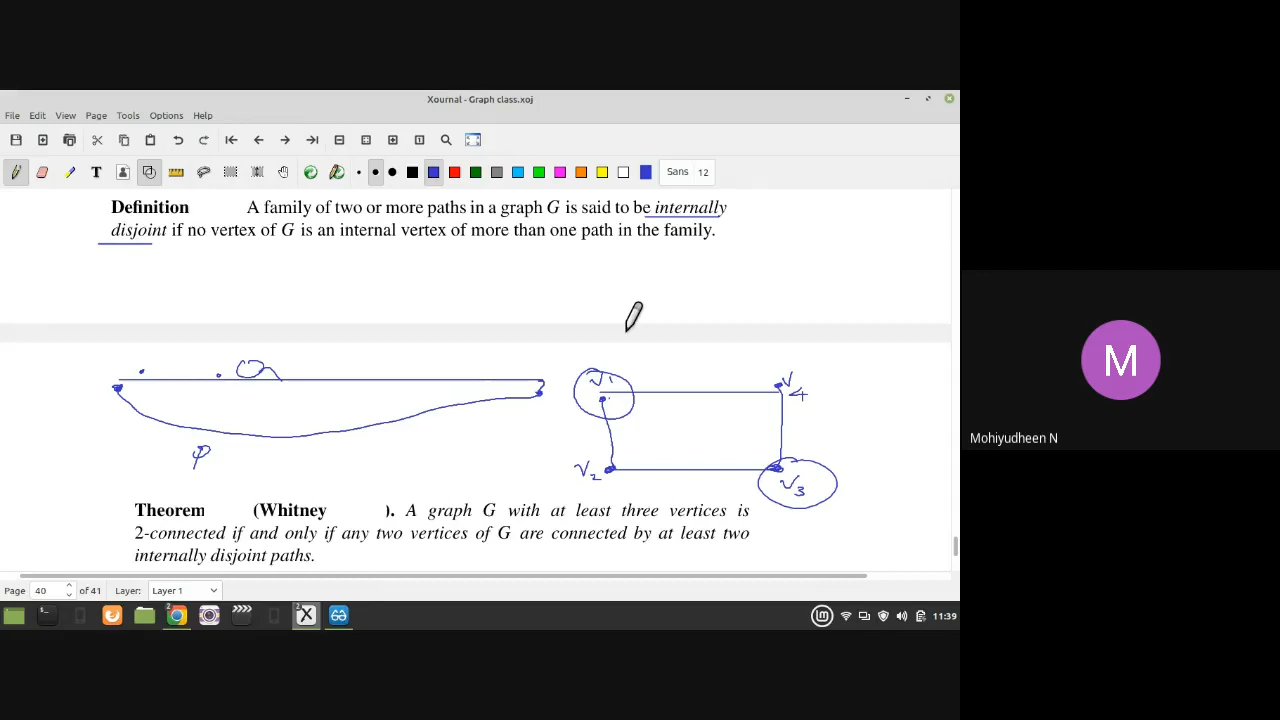 Xournal - Graph class.xoj
File Edit View Page Tools Options Help
Sans 12
Definition A family of two or more paths in a graph G is said to be internally
disjoint if no vertex of G is an internal vertex of more than one path in the family.
V1
V4
V2
V3
Theorem (Whitney ). A graph G with at least three vertices is
2-connected if and only if any two vertices of G are connected by at least two
internally disjoint paths.
Page 40 of 41 Layer: Layer 1
11:39
M
Mohiyudheen N